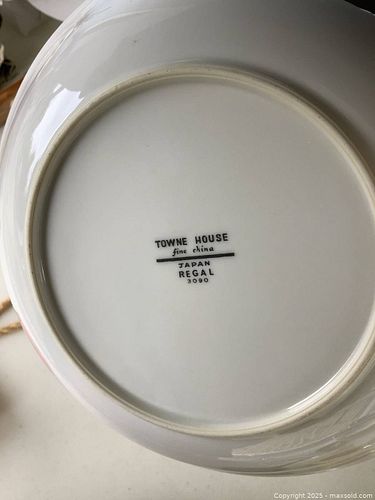 TOWNE HOUSE
fine china
JAPAN
REGAL
3090
Copyright 2025 - maxsold.com